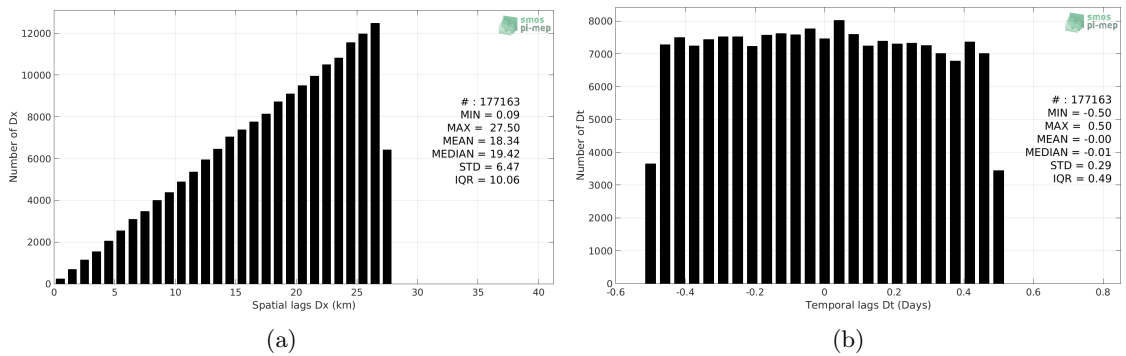 smos
pi-mep
12000
10000
8000
6000
4000
2000
0
Number of Dx
# : 177163
MIN = 0.09
MAX = 27.50
MEAN = 18.34
MEDIAN = 19.42
STD = 6.47
IQR = 10.06
0 5 10 15 20 25 30 35 40
Spatial lags Dx (km)
(a)
smos
pi-mep
8000
7000
6000
5000
4000
3000
2000
1000
0
Number of Dt
# : 177163
MIN = -0.50
MAX = 0.50
MEAN = -0.00
MEDIAN = -0.01
STD = 0.29
IQR = 0.49
-0.6 -0.4 -0.2 0 0.2 0.4 0.6 0.8
Temporal lags Dt (Days)
(b)